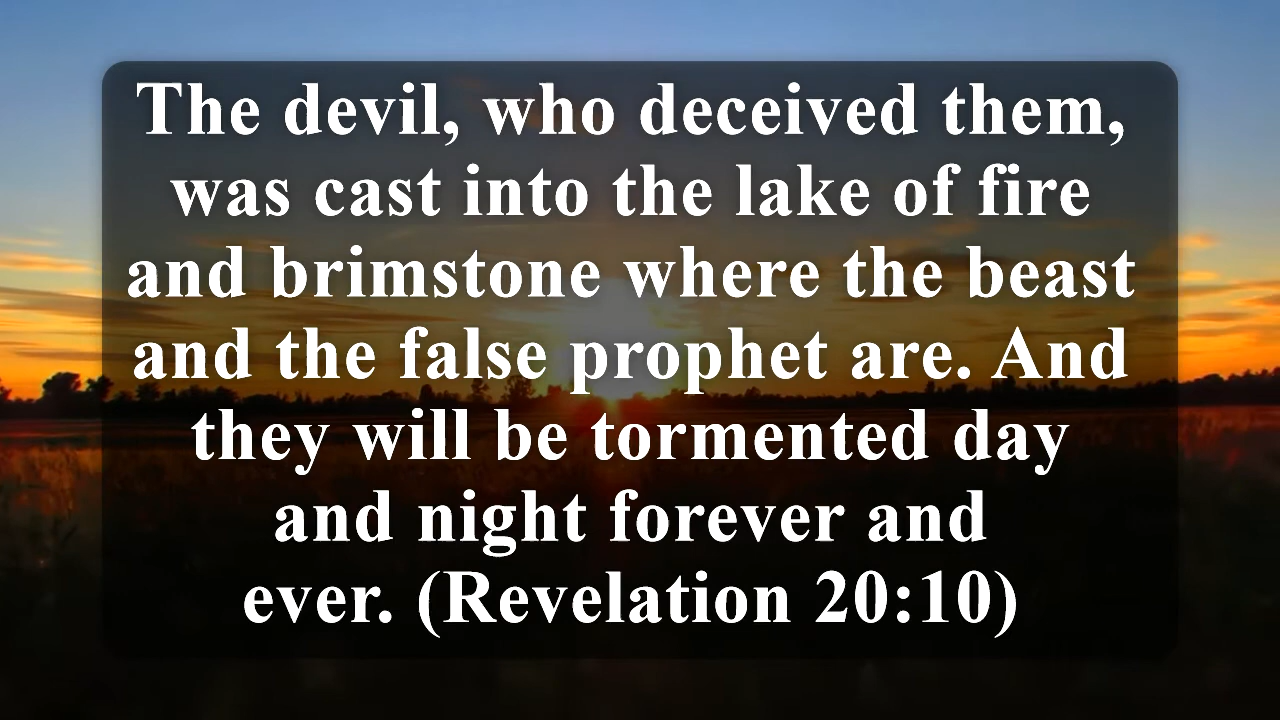 The devil, who deceived them,
was cast into the lake of fire
and brimstone where the beast
and the false prophet are. And
they will be tormented day
and night forever and
ever. (Revelation 20:10)